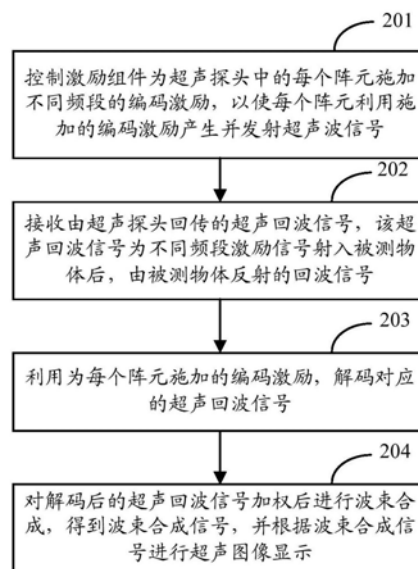 201
控制激励组件为超声探头中的每个阵元施加
不同频段的编码激励，以使每个阵元利用施
加的编码激励产生并发射超声波信号
202
接收由超声探头回传的超声回波信号，该超
声回波信号为不同频段激励信号射入被测物
体后，由被测物体反射的回波信号
203
利用为每个阵元施加的编码激励，解码对应
的超声回波信号
204
对解码后的超声回波信号加权后进行波束合
成，得到波束合成信号，并根据波束合成信
号进行超声图像显示